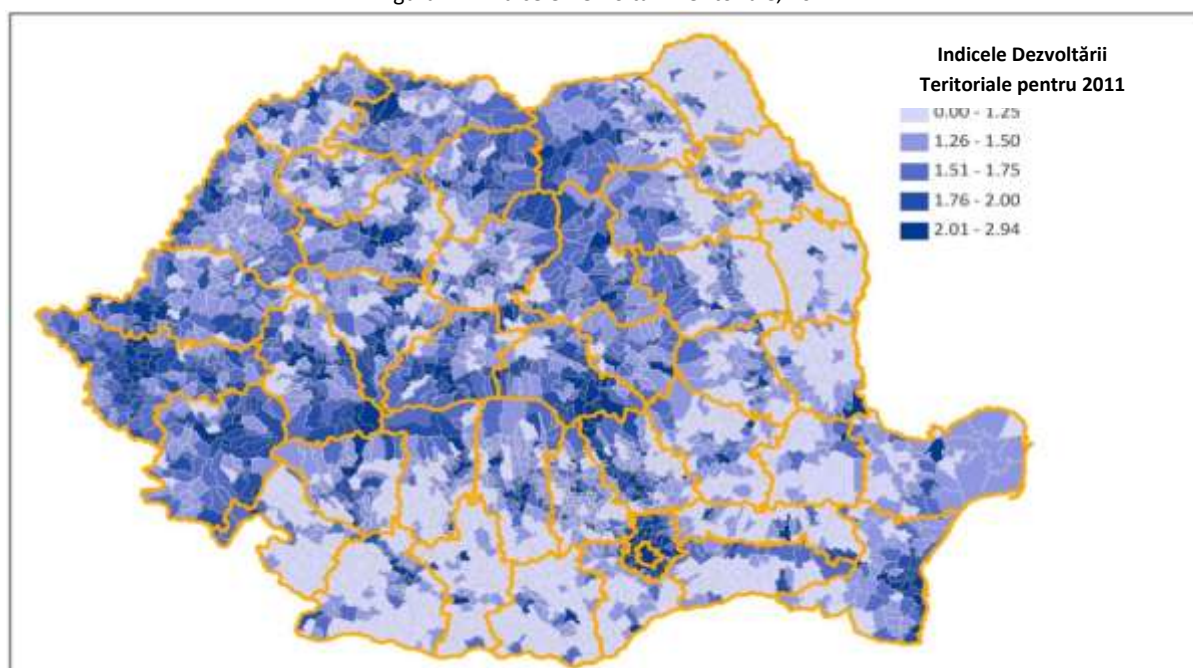 Indicele Dezvoltării
Teritoriale pentru 2011
0.00 - 1.25
1.26 - 1.50
1.51 - 1.75
1.76 - 2.00
2.01 - 2.94